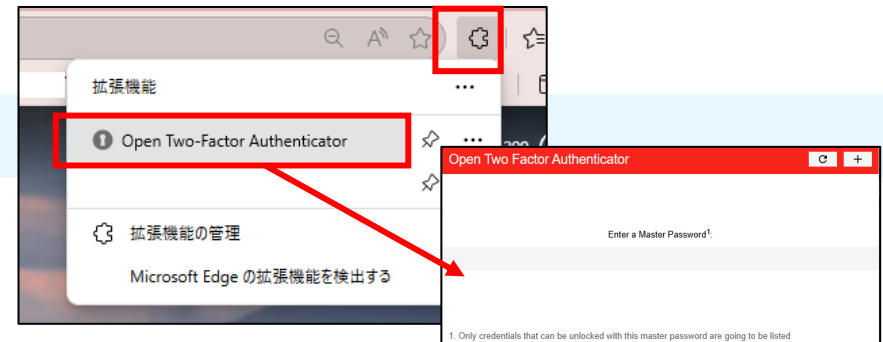 拡張機能
Open Two-Factor Authenticator
拡張機能の管理
Microsoft Edge の拡張機能を検出する
Open Two Factor Authenticator
Enter a Master Password¹:
1. Only credentials that can be unlocked with this master password are going to be listed